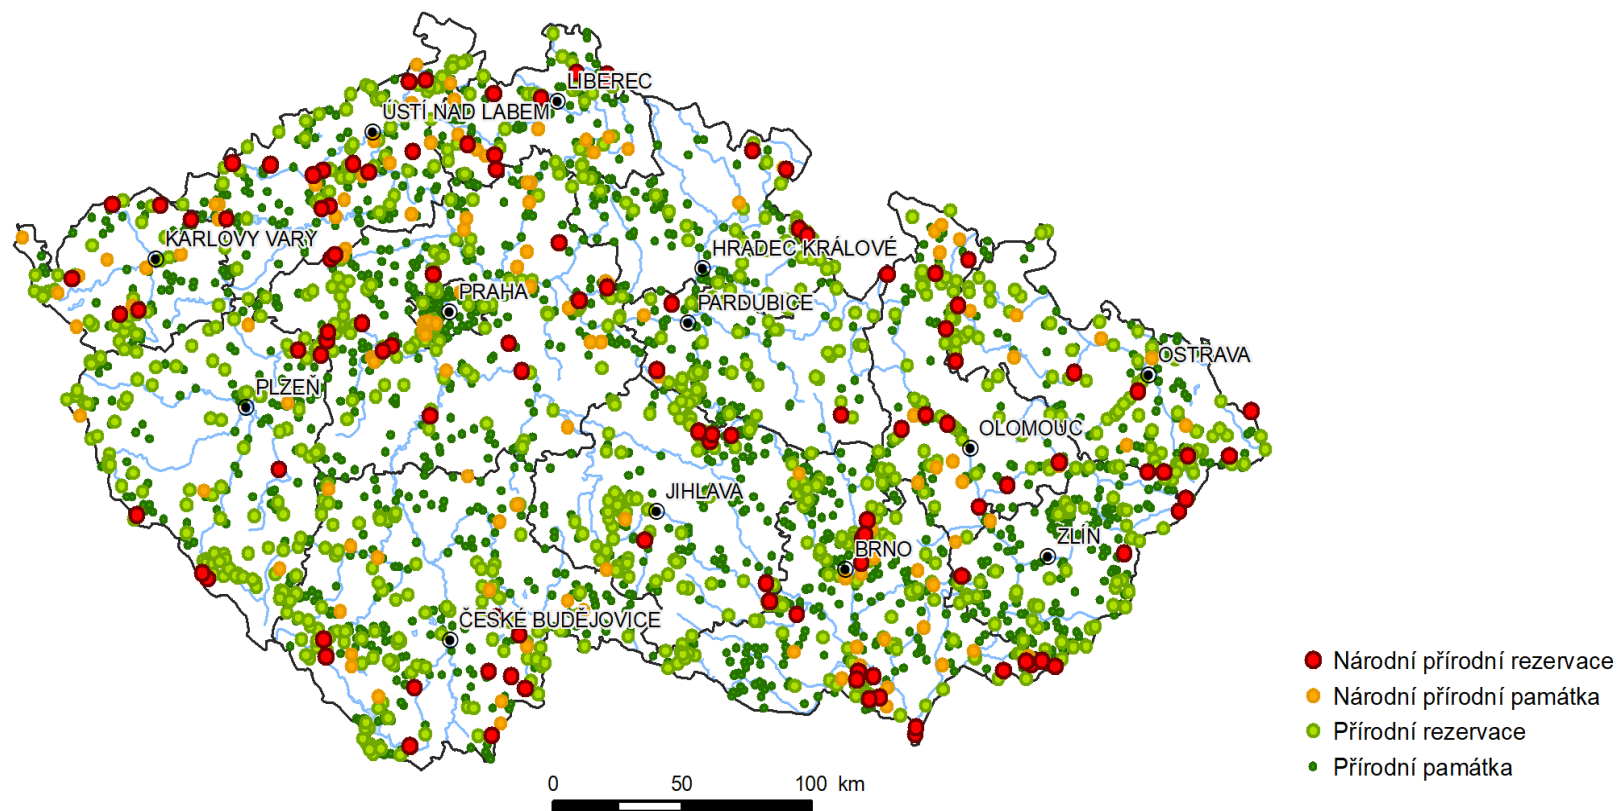 LIBEREC
ÚSTÍ NAD LABEM
KARLOVY VARY
HRADEC KRÁLOVÉ
PRAHA
PARDUBICE
OSTRAVA
PLZEŇ
OLOMOUC
JIHLAVA
ZLÍN
BRNO
ČESKÉ BUDĚJOVICE
Národní přírodní rezervace
Národní přírodní památka
Přírodní rezervace
Přírodní památka
0 50 100 km